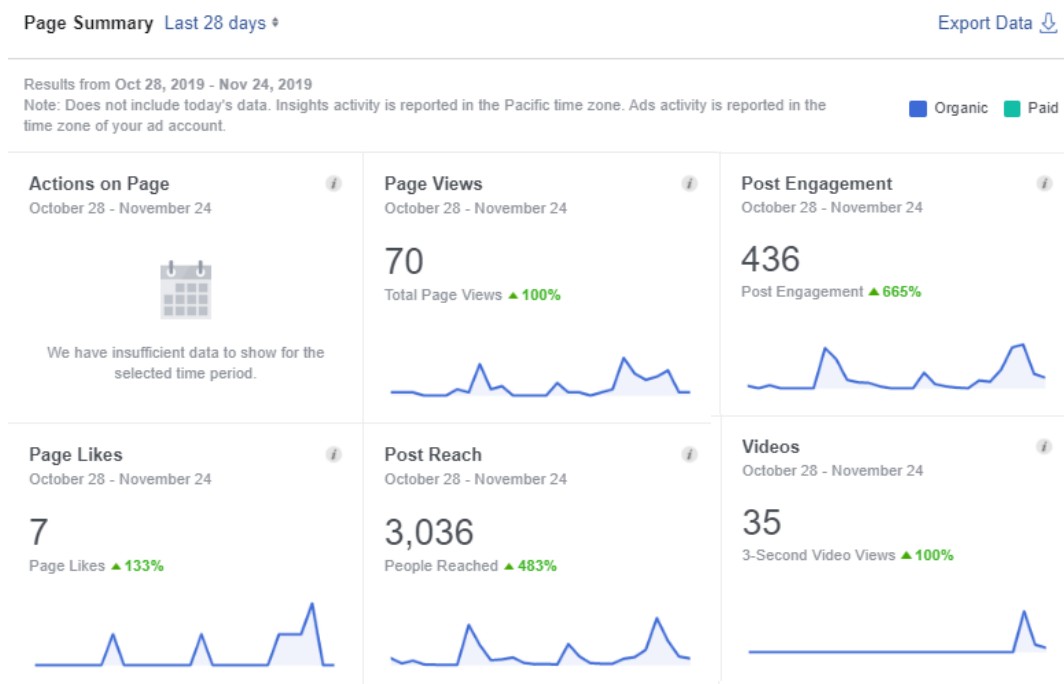 Page Summary Last 28 days
Export Data
Results from Oct 28, 2019 - Nov 24, 2019
Note: Does not include today's data. Insights activity is reported in the Pacific time zone. Ads activity is reported in the
time zone of your ad account.
Organic Paid
Actions on Page
October 28 - November 24
We have insufficient data to show for the
selected time period.
Page Views
October 28 - November 24
70
Total Page Views ▲ 100%
Post Engagement
October 28 - November 24
436
Post Engagement ▲ 665%
Page Likes
October 28 - November 24
7
Page Likes ▲ 133%
Post Reach
October 28 - November 24
3,036
People Reached ▲ 483%
Videos
October 28 - November 24
35
3-Second Video Views ▲ 100%